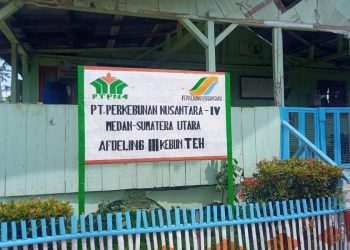 PTPN4
PT.PERKEBUNAN NUSANTARA - IV
MEDAN-SUMATERA UTARA
AFDELING III KEBUN TEH